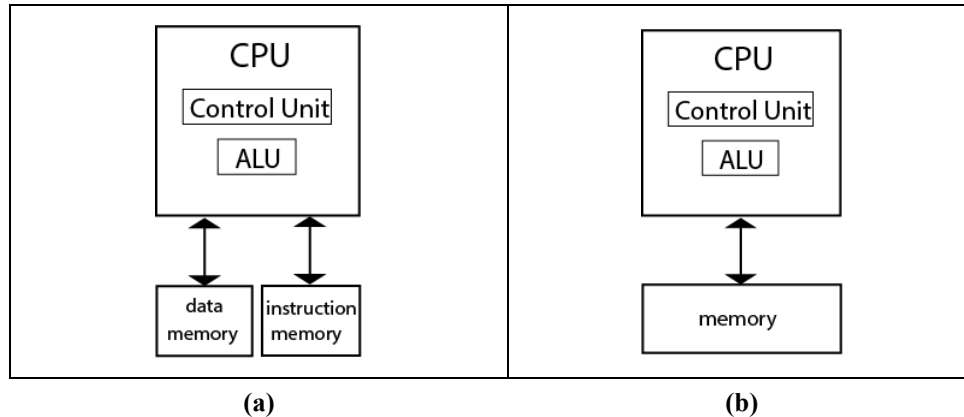 CPU
Control Unit
ALU
data
memory
instruction
memory
(a)
CPU
Control Unit
ALU
memory
(b)